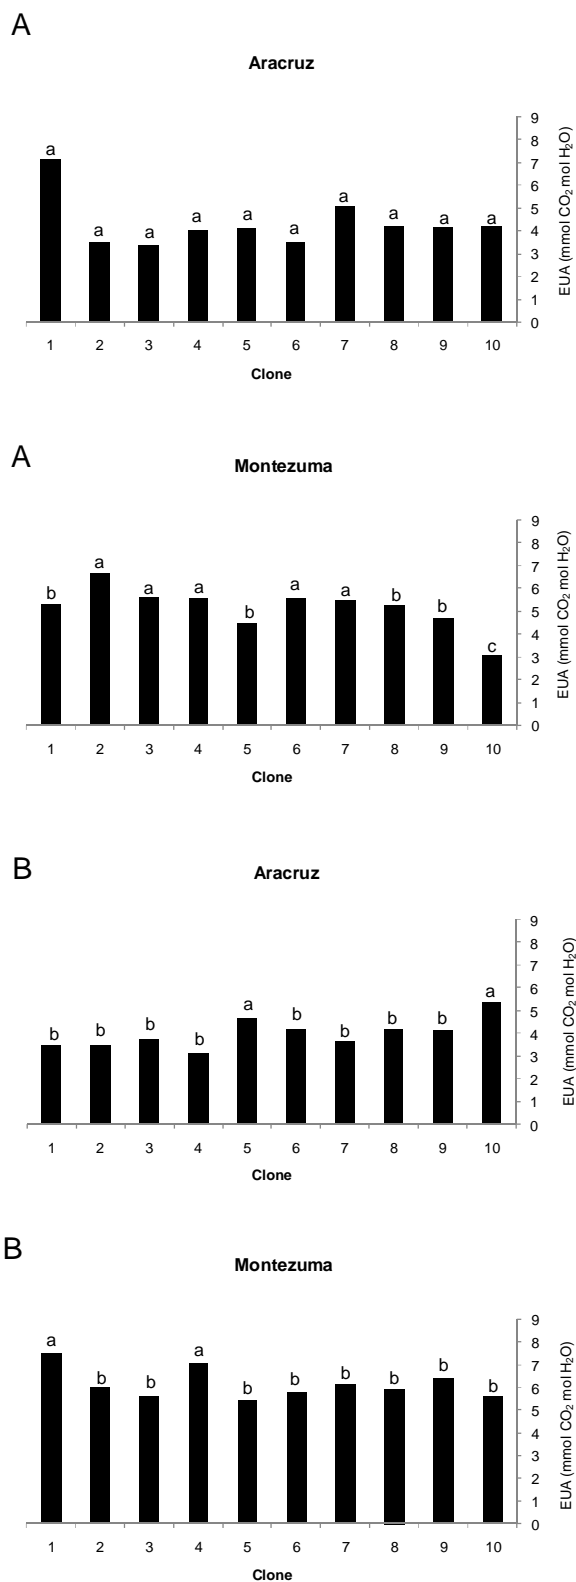 A
Aracruz
9
8
7
6
5
4
3
2
1
0
EUA (mmol CO₂ mol H₂O)
a a a a a a a a a a
1 2 3 4 5 6 7 8 9 10
Clone
A
Montezuma
9
8
7
6
5
4
3
2
1
0
EUA (mmol CO₂ mol H₂O)
b a a a b a a b b c
1 2 3 4 5 6 7 8 9 10
Clone
B
Aracruz
9
8
7
6
5
4
3
2
1
0
EUA (mmol CO₂ mol H₂O)
b b b b a b b b b a
1 2 3 4 5 6 7 8 9 10
Clone
B
Montezuma
9
8
7
6
5
4
3
2
1
0
EUA (mmol CO₂ mol H₂O)
a b b a b b b b b b
1 2 3 4 5 6 7 8 9 10
Clone